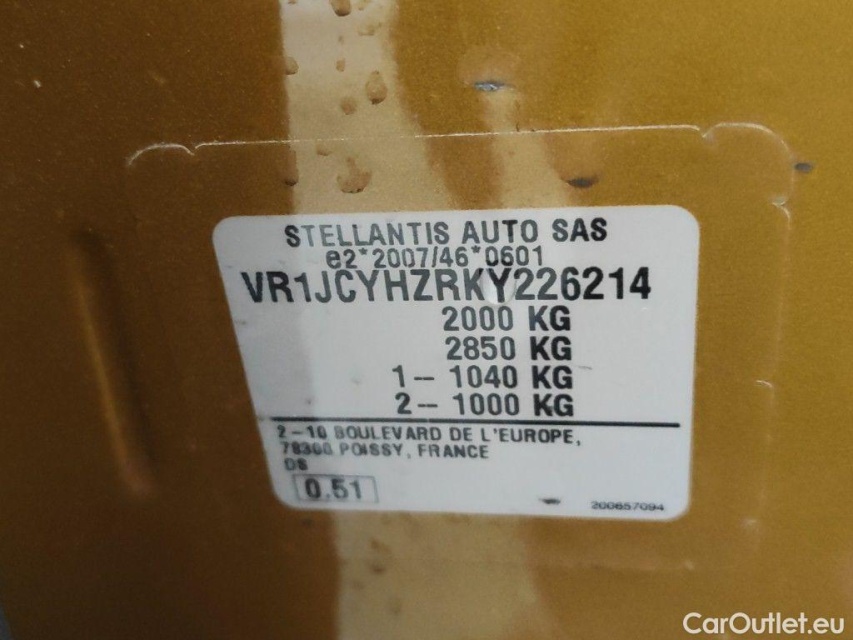 STELLANTIS AUTO SAS
e2*2007/46*0601
VR1JCYHZRKY226214
2000 KG
2850 KG
1– 1040 KG
2– 1000 KG
2–10 BOULEVARD DE L'EUROPE,
78300 POISSY, FRANCE
DS
0.51
200657094
CarOutlet.eu